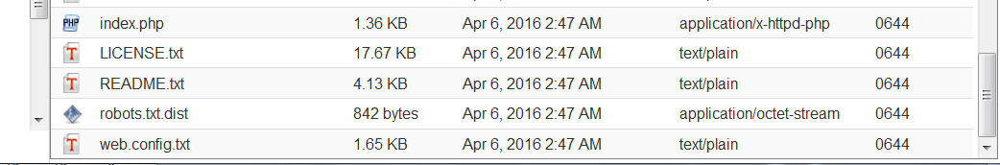 index.php 1.36 KB Apr 6, 2016 2:47 AM application/x-httpd-php 0644
LICENSE.txt 17.67 KB Apr 6, 2016 2:47 AM text/plain 0644
README.txt 4.13 KB Apr 6, 2016 2:47 AM text/plain 0644
robots.txt.dist 842 bytes Apr 6, 2016 2:47 AM application/octet-stream 0644
web.config.txt 1.65 KB Apr 6, 2016 2:47 AM text/plain 0644